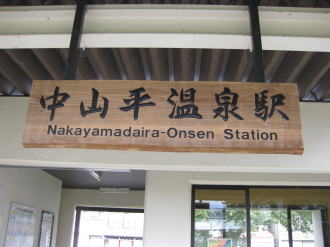 中山平温泉駅
Nakayamadaira-Onsen Station